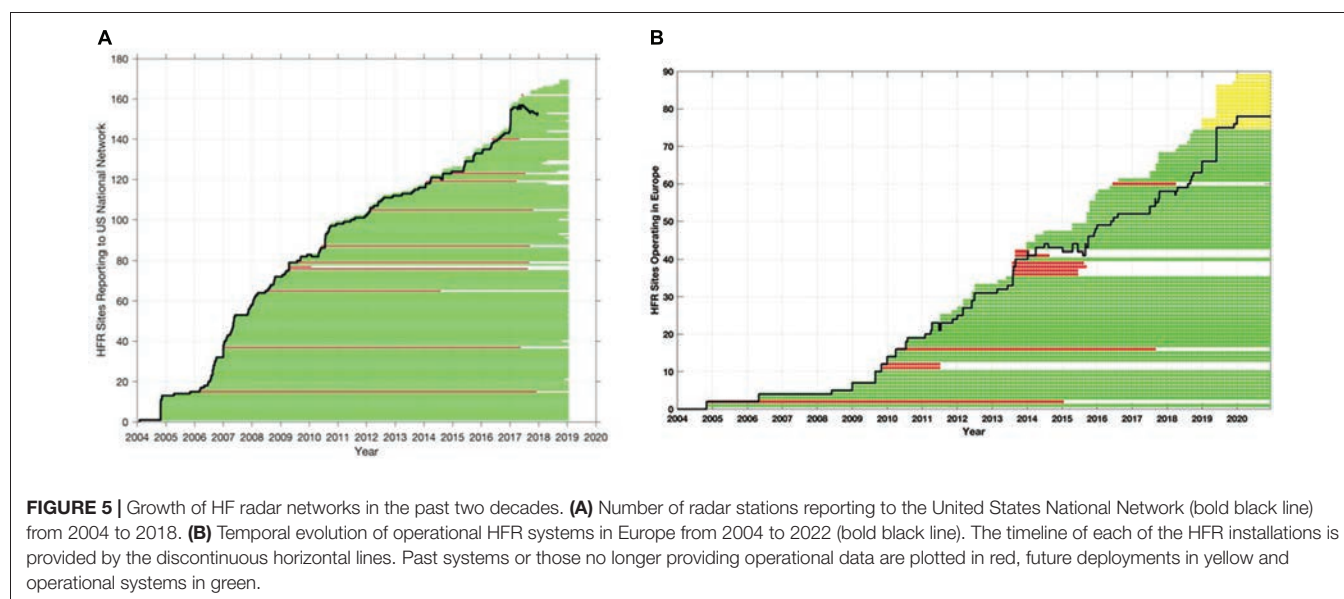 A
B
180
160
140
120
100
80
60
40
20
0
HFR Sites Reporting to US National Network
2004 2005 2006 2007 2008 2009 2010 2011 2012 2013 2014 2015 2016 2017 2018 2019 2020
Year
90
80
70
60
50
40
30
20
10
0
HFR Sites Operating in Europe
2004 2005 2006 2007 2008 2009 2010 2011 2012 2013 2014 2015 2016 2017 2018 2019 2020
Year
FIGURE 5 | Growth of HF radar networks in the past two decades. (A) Number of radar stations reporting to the United States National Network (bold black line)
from 2004 to 2018. (B) Temporal evolution of operational HFR systems in Europe from 2004 to 2022 (bold black line). The timeline of each of the HFR installations is
provided by the discontinuous horizontal lines. Past systems or those no longer providing operational data are plotted in red, future deployments in yellow and
operational systems in green.